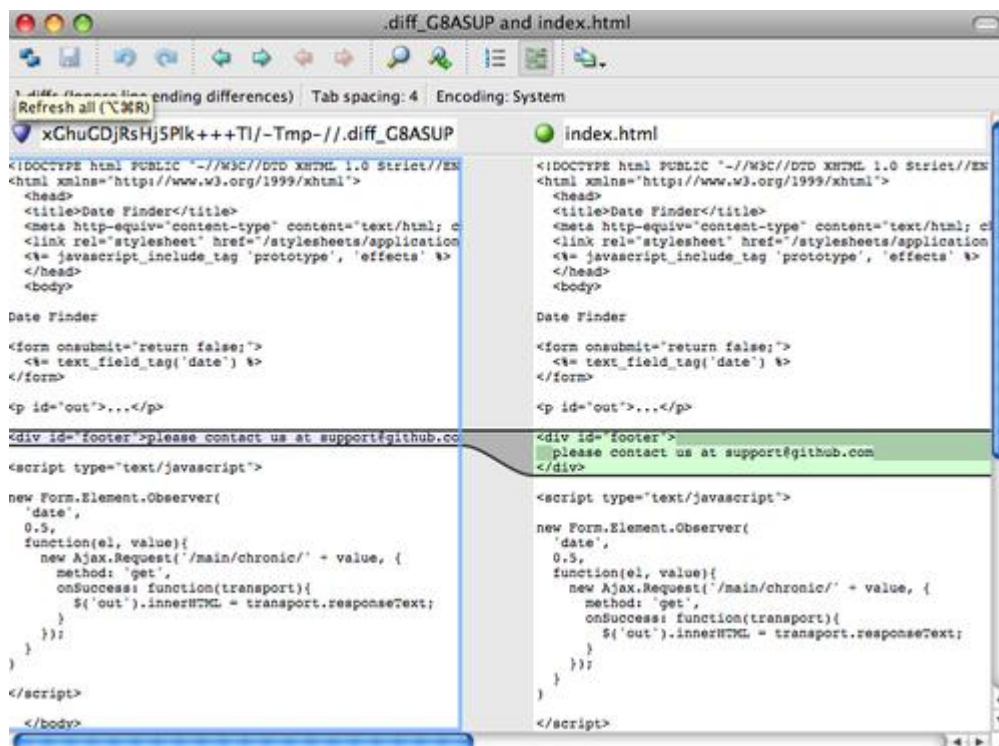 .diff_G8ASUP and index.html
1 diffs (Ignore line ending differences) Tab spacing: 4 Encoding: System
Refresh all (⌥⌘R)
xGhuGDjRsHj5Plk+++TI/-Tmp-//.diff_G8ASUP
<!DOCTYPE html PUBLIC "-//W3C//DTD XHTML 1.0 Strict//EN
<html xmlns="http://www.w3.org/1999/xhtml">
<head>
<title>Date Finder</title>
<meta http-equiv="content-type" content="text/html; c
<link rel="stylesheet" href="/stylesheets/application
<%= javascript_include_tag 'prototype', 'effects' %>
</head>
<body>
Date Finder
<form onsubmit="return false;">
<%= text_field_tag('date') %>
</form>
<p id="out">...</p>
<div id="footer">please contact us at support@github.co
<script type="text/javascript">
new Form.Element.Observer(
'date',
0.5,
function(el, value){
new Ajax.Request('/main/chronic/' + value, {
method: 'get',
onSuccess: function(transport){
$('out').innerHTML = transport.responseText;
}
});
}
)
</script>
</body>
index.html
<!DOCTYPE html PUBLIC "-//W3C//DTD XHTML 1.0 Strict//EN
<html xmlns="http://www.w3.org/1999/xhtml">
<head>
<title>Date Finder</title>
<meta http-equiv="content-type" content="text/html; c
<link rel="stylesheet" href="/stylesheets/application
<%= javascript_include_tag 'prototype', 'effects' %>
</head>
<body>
Date Finder
<form onsubmit="return false;">
<%= text_field_tag('date') %>
</form>
<p id="out">...</p>
<div id="footer">
please contact us at support@github.com
</div>
<script type="text/javascript">
new Form.Element.Observer(
'date',
0.5,
function(el, value){
new Ajax.Request('/main/chronic/' + value, {
method: 'get',
onSuccess: function(transport){
$('out').innerHTML = transport.responseText;
}
});
}
)
</script>